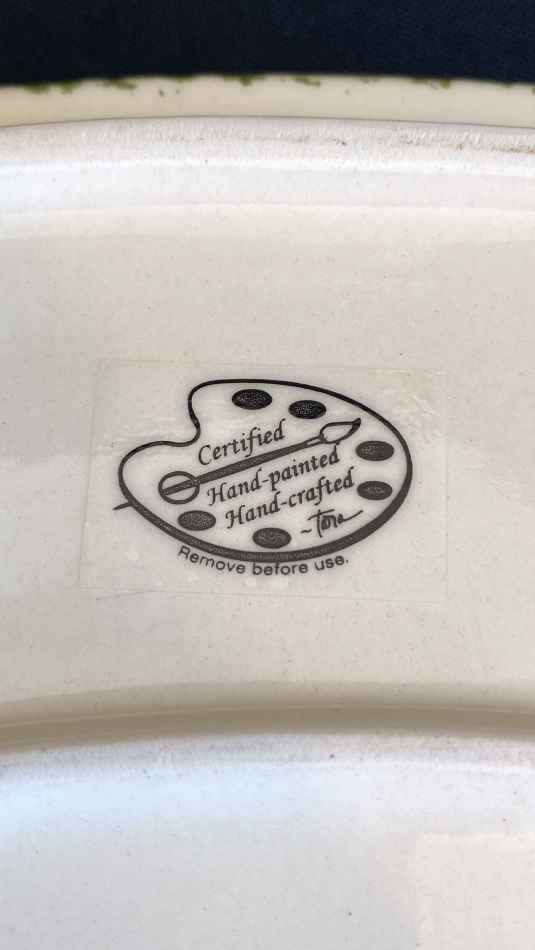 Certified
Hand-painted
Hand-crafted
~Tara
Remove before use.